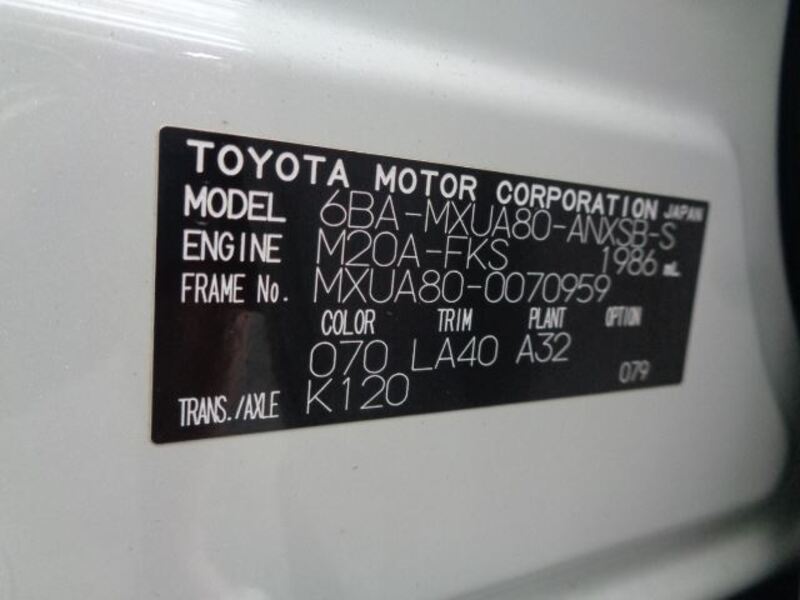 TOYOTA MOTOR CORPORATION JAPAN
MODEL 6BA-MXUA80-ANXSB-S
ENGINE M20A-FKS 1986 mL
FRAME No. MXUA80-0070959
COLOR TRIM PLANT OPTION
070 LA40 A32
079
TRANS./AXLE K120